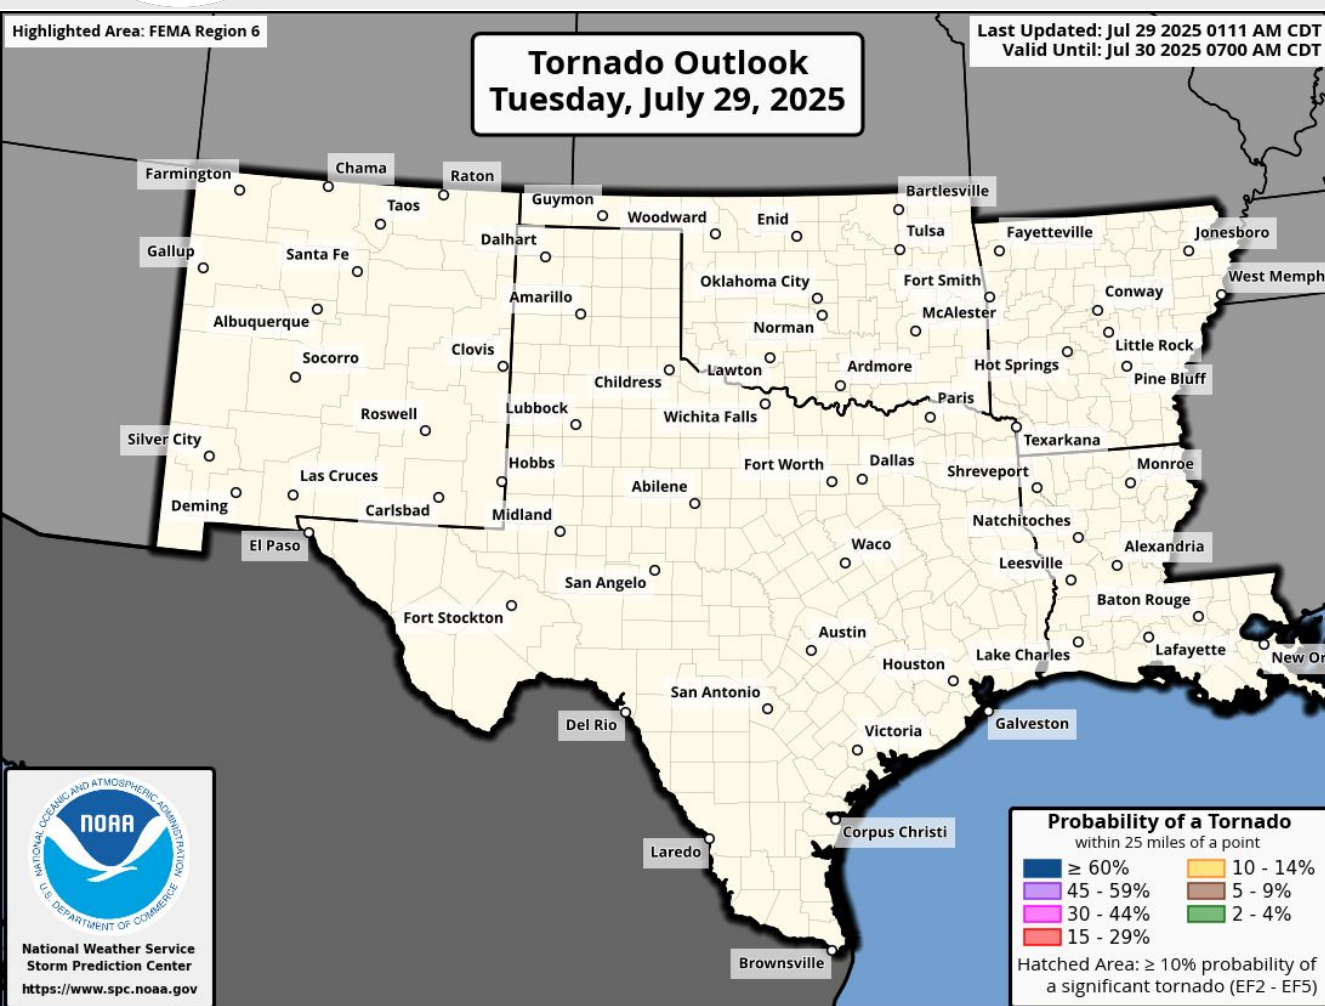 Highlighted Area: FEMA Region 6
Last Updated: Jul 29 2025 0111 AM CDT
Valid Until: Jul 30 2025 0700 AM CDT
Tornado Outlook
Tuesday, July 29, 2025
Farmington
Chama
Raton
Taos
Guymon
Woodward
Enid
Bartlesville
Tulsa
Fayetteville
Jonesboro
Gallup
Santa Fe
Dalhart
Oklahoma City
Fort Smith
West Memph
Albuquerque
Amarillo
Norman
McAlester
Conway
Little Rock
Socorro
Clovis
Childress
Lawton
Ardmore
Hot Springs
Pine Bluff
Roswell
Lubbock
Wichita Falls
Paris
Silver City
Texarkana
Las Cruces
Hobbs
Fort Worth
Dallas
Shreveport
Monroe
Deming
Carlsbad
Abilene
Midland
Natchitoches
El Paso
Waco
Alexandria
San Angelo
Leesville
Fort Stockton
Baton Rouge
Austin
Lake Charles
Lafayette
New Or
Houston
San Antonio
Del Rio
Victoria
Galveston
Corpus Christi
Laredo
Brownsville
NATIONAL OCEANIC AND ATMOSPHERIC ADMINISTRATION
NOAA
U.S. DEPARTMENT OF COMMERCE
National Weather Service
Storm Prediction Center
https://www.spc.noaa.gov
Probability of a Tornado
within 25 miles of a point
≥ 60%
45 - 59%
30 - 44%
15 - 29%
10 - 14%
5 - 9%
2 - 4%
Hatched Area: ≥ 10% probability of
a significant tornado (EF2 - EF5)